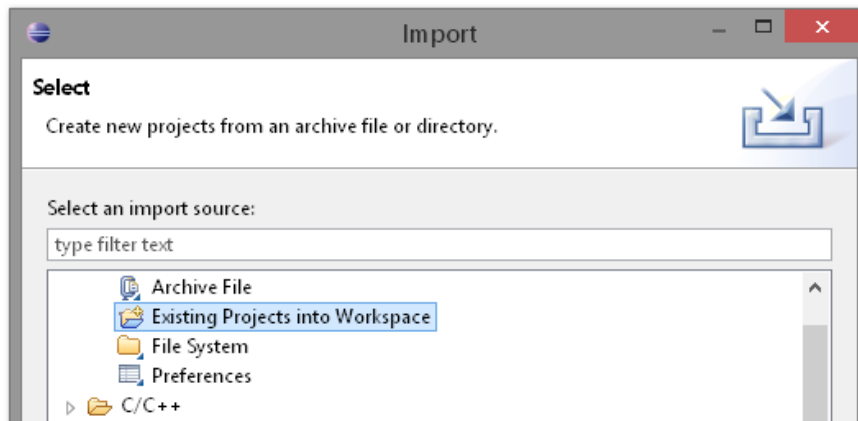 Import
Select
Create new projects from an archive file or directory.
Select an import source:
type filter text
Archive File
Existing Projects into Workspace
File System
Preferences
C/C++